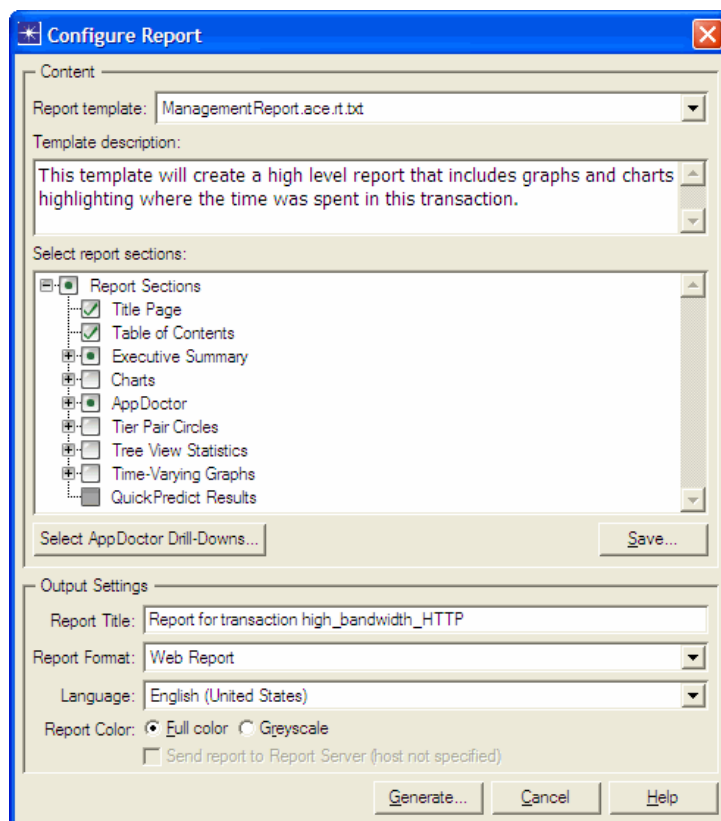 Configure Report
Content
Report template: ManagementReport.ace.rt.txt
Template description:
This template will create a high level report that includes graphs and charts
highlighting where the time was spent in this transaction.
Select report sections:
Report Sections
Title Page
Table of Contents
Executive Summary
Charts
AppDoctor
Tier Pair Circles
Tree View Statistics
Time-Varying Graphs
QuickPredict Results
Select AppDoctor Drill-Downs... Save...
Output Settings
Report Title: Report for transaction high_bandwidth_HTTP
Report Format: Web Report
Language: English (United States)
Report Color: Full color Greyscale
Send report to Report Server (host not specified)
Generate... Cancel Help